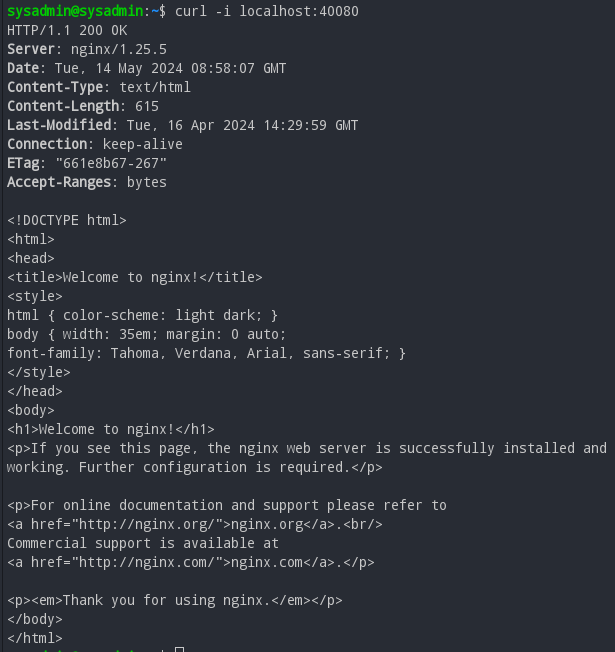 sysadmin@sysadmin:~$ curl -i localhost:40080
HTTP/1.1 200 OK
Server: nginx/1.25.5
Date: Tue, 14 May 2024 08:58:07 GMT
Content-Type: text/html
Content-Length: 615
Last-Modified: Tue, 16 Apr 2024 14:29:59 GMT
Connection: keep-alive
ETag: "661e8b67-267"
Accept-Ranges: bytes

<!DOCTYPE html>
<html>
<head>
<title>Welcome to nginx!</title>
<style>
html { color-scheme: light dark; }
body { width: 35em; margin: 0 auto;
font-family: Tahoma, Verdana, Arial, sans-serif; }
</style>
</head>
<body>
<h1>Welcome to nginx!</h1>
<p>If you see this page, the nginx web server is successfully installed and
working. Further configuration is required.</p>

<p>For online documentation and support please refer to
<a href="http://nginx.org/">nginx.org</a>.<br/>
Commercial support is available at
<a href="http://nginx.com/">nginx.com</a>.</p>

<p><em>Thank you for using nginx.</em></p>
</body>
</html>